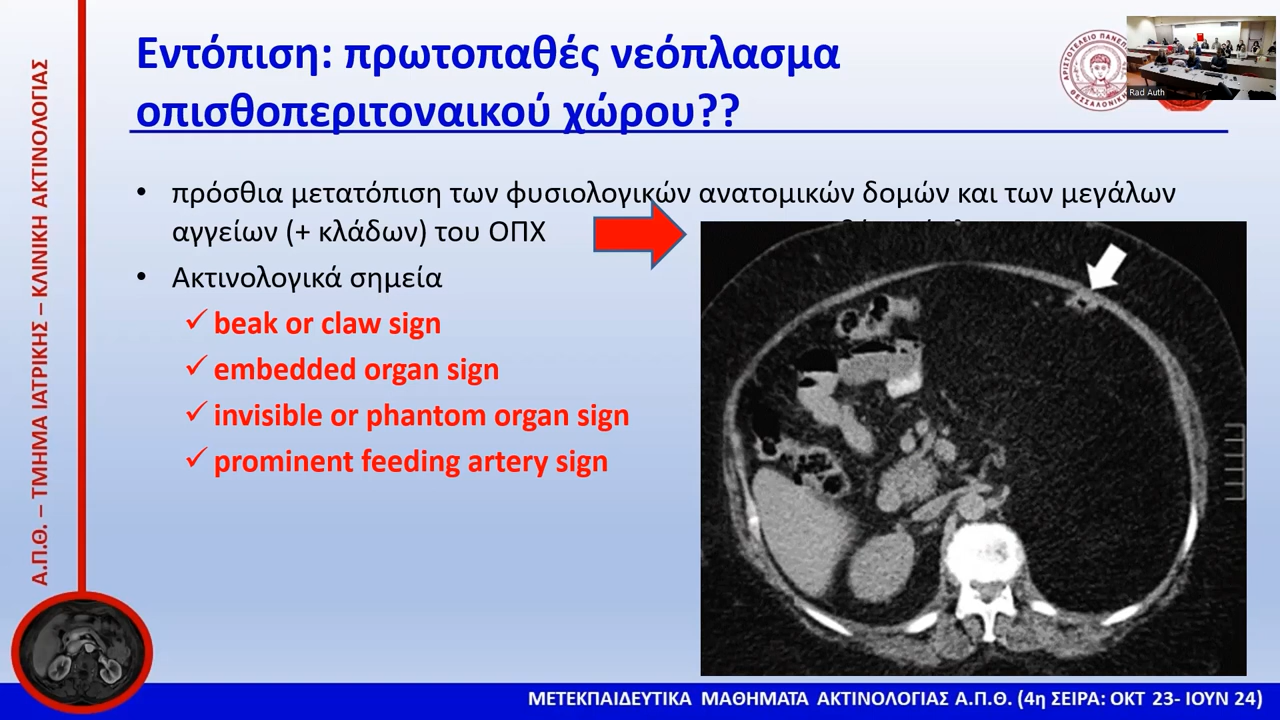 Εντόπιση: πρωτοπαθές νεόπλασμα
οπισθοπεριτοναικού χώρου??
• πρόσθια μετατόπιση των φυσιολογικών ανατομικών δομών και των μεγάλων
αγγείων (+ κλάδων) του ΟΠΧ
• Ακτινολογικά σημεία
✓ beak or claw sign
✓ embedded organ sign
✓ invisible or phantom organ sign
✓ prominent feeding artery sign
Α.Π.Θ. – ΤΜΗΜΑ ΙΑΤΡΙΚΗΣ – ΚΛΙΝΙΚΗ ΑΚΤΙΝΟΛΟΓΙΑΣ
Rad Auth
ΜΕΤΕΚΠΑΙΔΕΥΤΙΚΑ ΜΑΘΗΜΑΤΑ ΑΚΤΙΝΟΛΟΓΙΑΣ Α.Π.Θ. (4η ΣΕΙΡΑ: ΟΚΤ 23- ΙΟΥΝ 24)